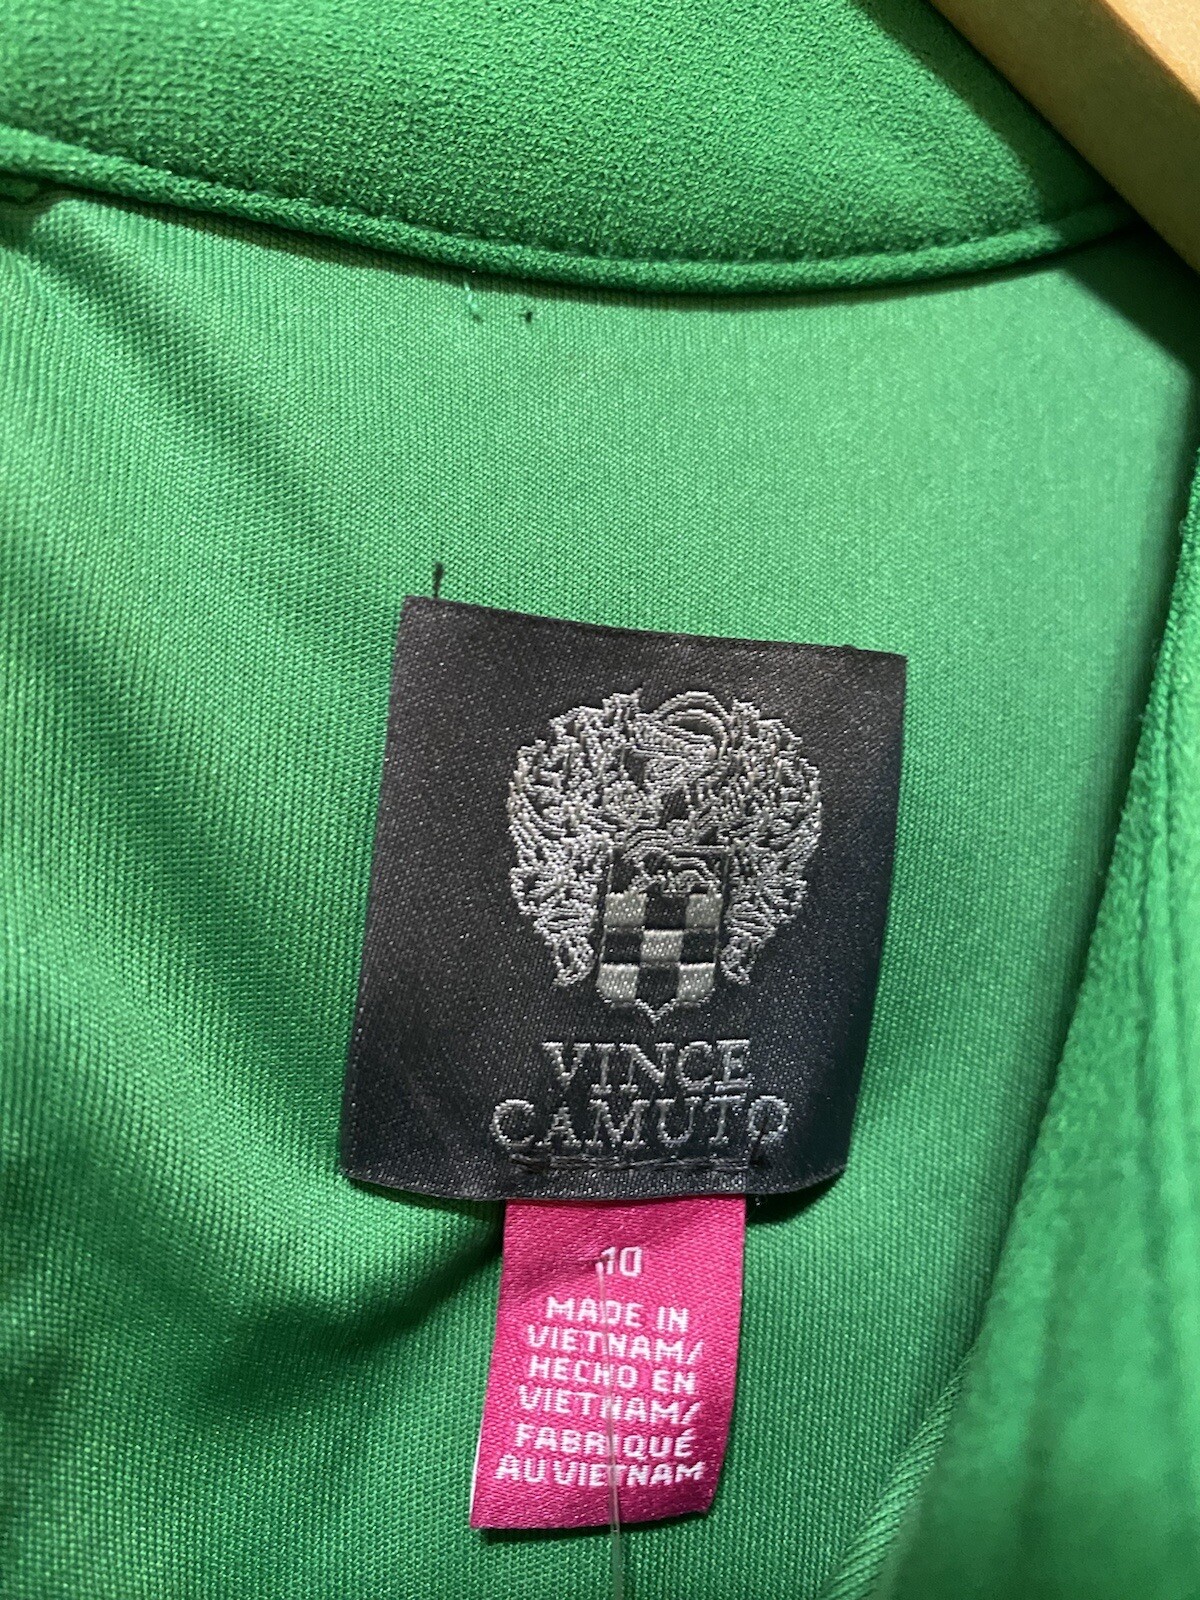 VINCE
CAMUTO
10
MADE IN
VIETNAM/
HECHO EN
VIETNAM/
FABRIQUÉ
AU VIETNAM